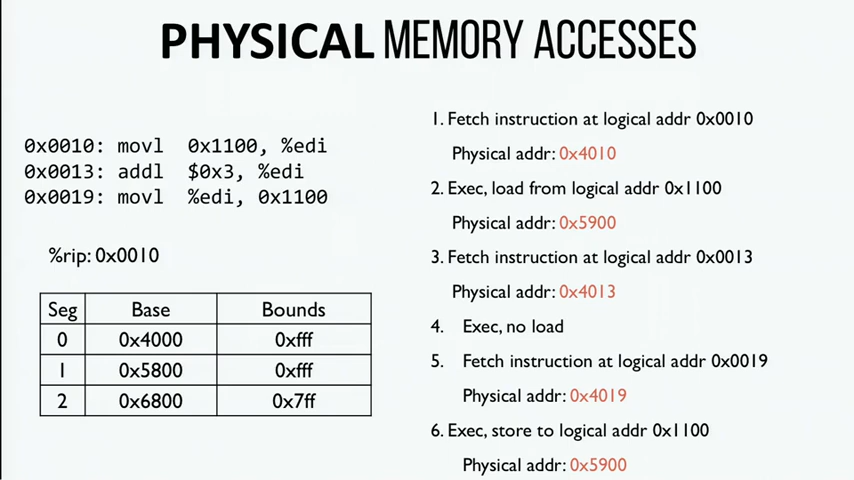 PHYSICAL MEMORY ACCESSES
0x0010: movl 0x1100, %edi
0x0013: addl $0x3, %edi
0x0019: movl %edi, 0x1100
%rip: 0x0010
Seg Base Bounds
0 0x4000 0xfff
1 0x5800 0xfff
2 0x6800 0x7ff
1. Fetch instruction at logical addr 0x0010
Physical addr: 0x4010
2. Exec, load from logical addr 0x1100
Physical addr: 0x5900
3. Fetch instruction at logical addr 0x0013
Physical addr: 0x4013
4. Exec, no load
5. Fetch instruction at logical addr 0x0019
Physical addr: 0x4019
6. Exec, store to logical addr 0x1100
Physical addr: 0x5900